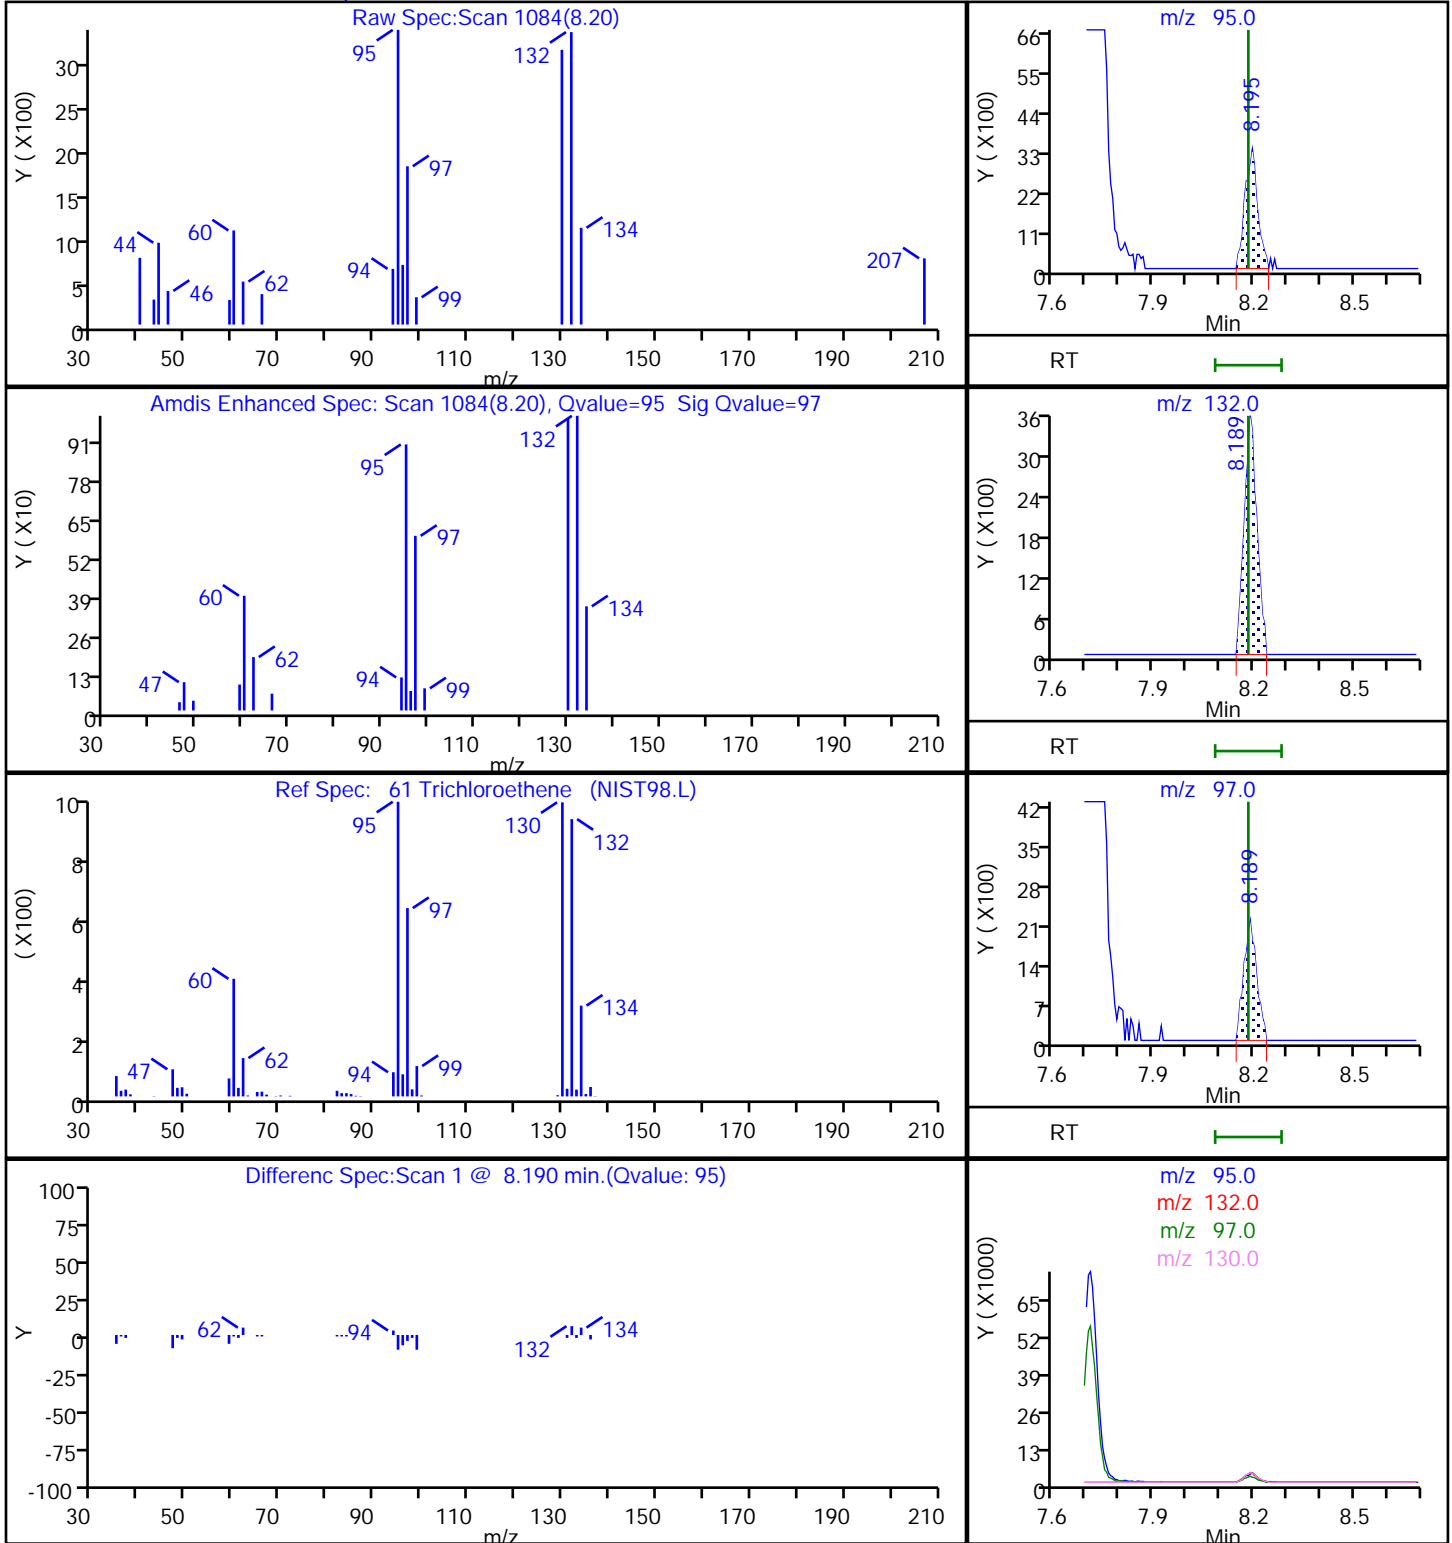 Raw Spec:Scan 1084(8.20)
Y ( X100)
30
25
20
15
10
5
0
95
132
97
60
44
134
94
62
46
99
207
30 50 70 90 110 130 150 170 190 210
m/z
m/z 95.0
Y ( X100)
66
55
44
33
22
11
0
8.195
7.6 7.9 8.2 8.5
Min
RT
Amdis Enhanced Spec: Scan 1084(8.20), Qvalue=95 Sig Qvalue=97
Y ( X10)
91
78
65
52
39
26
13
0
132
95
97
60
134
62
47
94
99
30 50 70 90 110 130 150 170 190 210
m/z
m/z 132.0
Y ( X100)
36
30
24
18
12
6
0
8.189
7.6 7.9 8.2 8.5
Min
RT
Ref Spec: 61 Trichloroethene (NIST98.L)
( X100)
10
8
6
4
2
0
95
130
132
97
60
134
47
62
94
99
30 50 70 90 110 130 150 170 190 210
m/z 97.0
Y ( X100)
42
35
28
21
14
7
0
8.189
7.6 7.9 8.2 8.5
Min
RT
Differenc Spec:Scan 1 @ 8.190 min.(Qvalue: 95)
Y
100
75
50
25
0
-25
-50
-75
-100
62
94
132
134
30 50 70 90 110 130 150 170 190 210
m/z
m/z 95.0
m/z 132.0
m/z 97.0
m/z 130.0
Y ( X1000)
65
52
39
26
13
0
7.6 7.9 8.2 8.5
Min